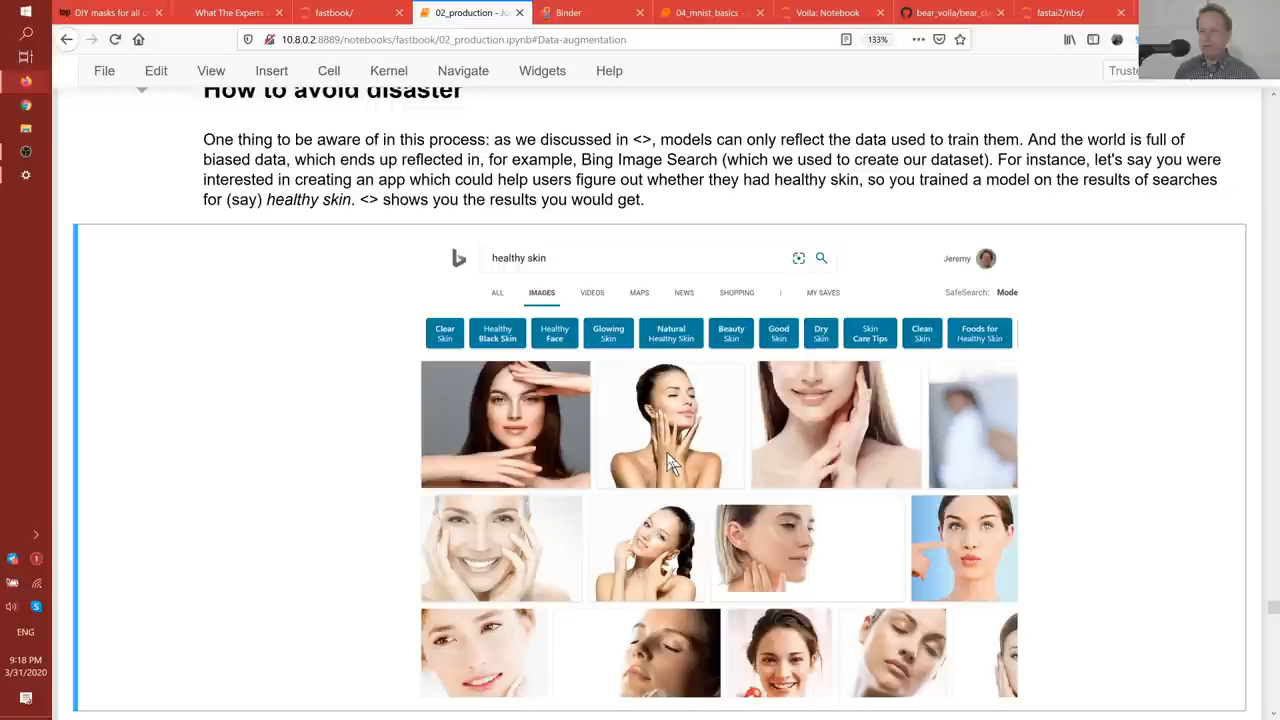 DIY masks for all c
What The Experts
fastbook/
02_production - Ju
Binder
04_mnist_basics -
Voila: Notebook
bear_voila/bear_cl
fastai2/nbs/
10.8.0.2:8889/notebooks/fastbook/02_production.ipynb#Data-augmentation
133%
File Edit View Insert Cell Kernel Navigate Widgets Help
Truste
How to avoid disaster
One thing to be aware of in this process: as we discussed in <>, models can only reflect the data used to train them. And the world is full of
biased data, which ends up reflected in, for example, Bing Image Search (which we used to create our dataset). For instance, let's say you were
interested in creating an app which could help users figure out whether they had healthy skin, so you trained a model on the results of searches
for (say) healthy skin. <> shows you the results you would get.
healthy skin
Jeremy
ALL IMAGES VIDEOS MAPS NEWS SHOPPING | MY SAVES
SafeSearch: Mode
Clear
Skin
Healthy
Black Skin
Healthy
Face
Glowing
Skin
Natural
Healthy Skin
Beauty
Skin
Good
Skin
Dry
Skin
Skin
Care Tips
Clean
Skin
Foods for
Healthy Skin
1
ENG
9:18 PM
3/31/2020